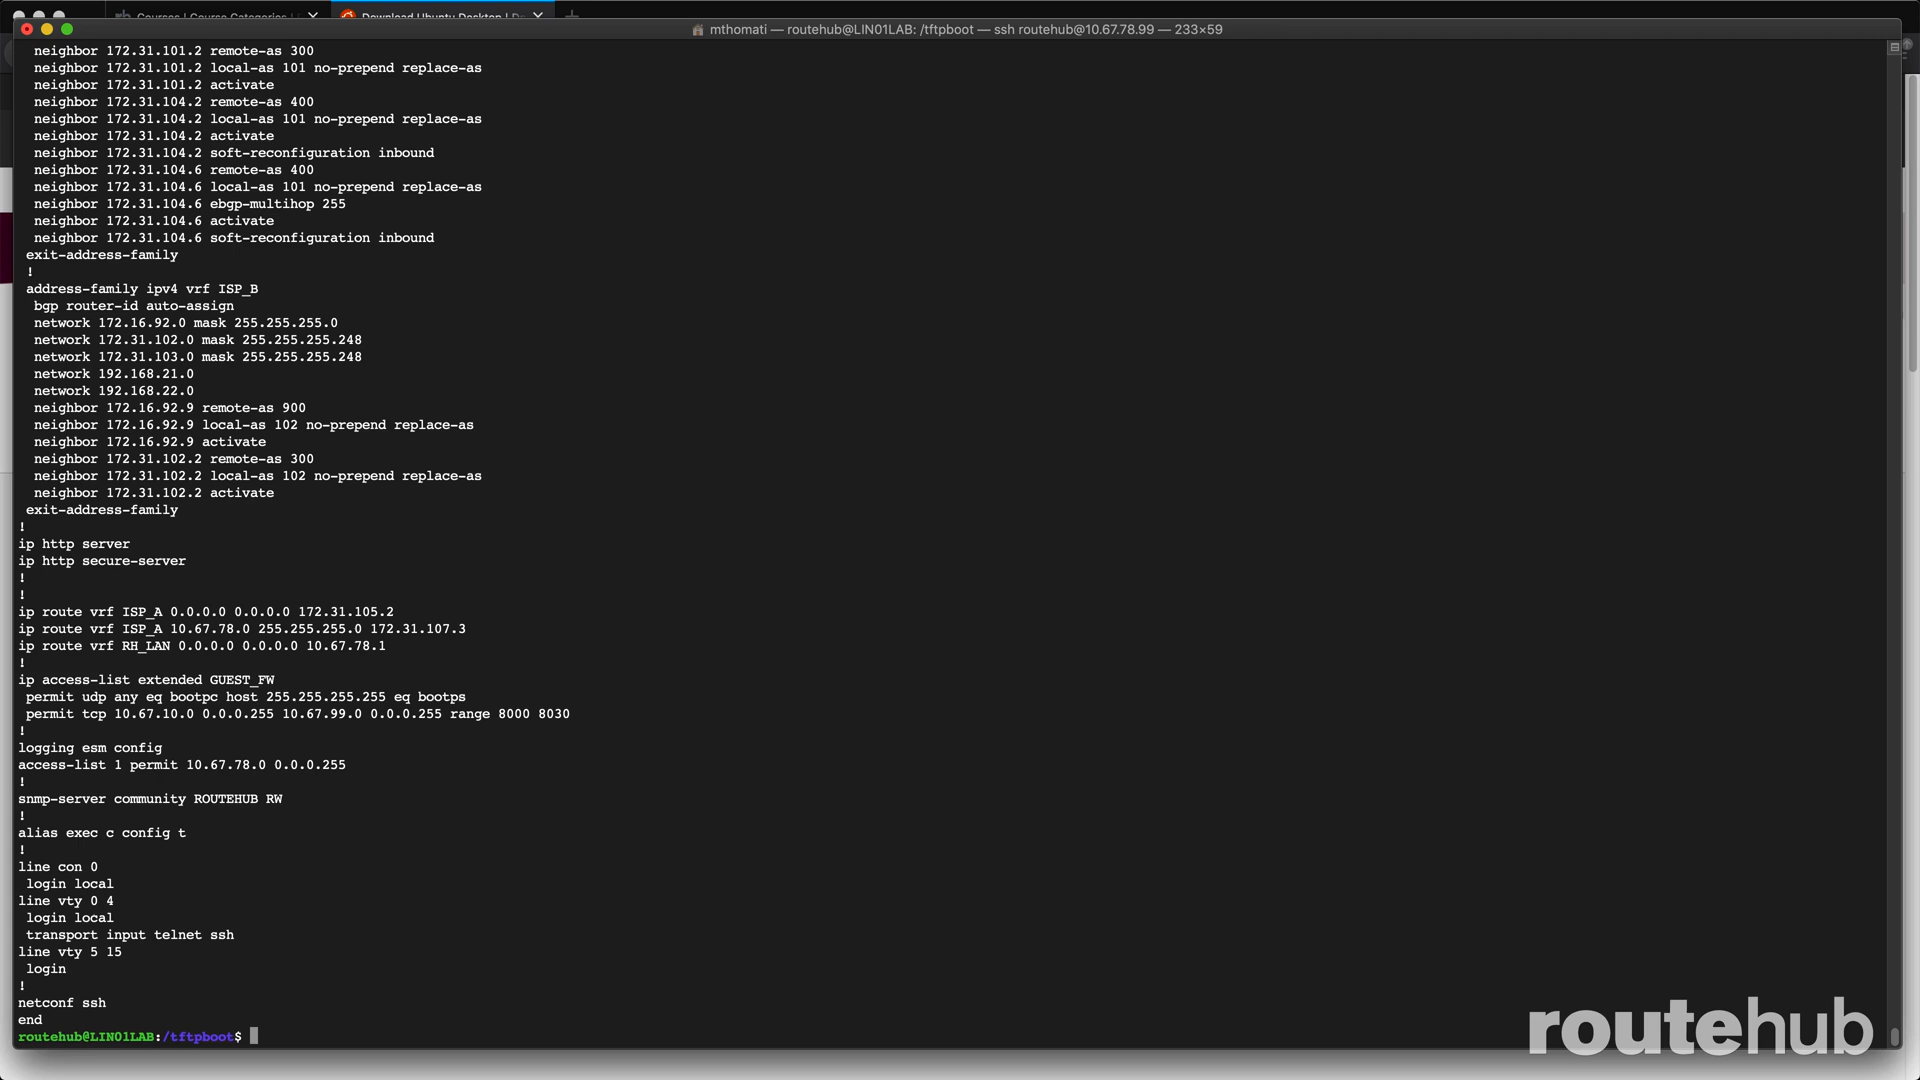 Courses | Course Categories |
Download Ubuntu Desktop | D
mthomati — routehub@LIN01LAB: /tftpboot — ssh routehub@10.67.78.99 — 233×59
neighbor 172.31.101.2 remote-as 300
neighbor 172.31.101.2 local-as 101 no-prepend replace-as
neighbor 172.31.101.2 activate
neighbor 172.31.104.2 remote-as 400
neighbor 172.31.104.2 local-as 101 no-prepend replace-as
neighbor 172.31.104.2 activate
neighbor 172.31.104.2 soft-reconfiguration inbound
neighbor 172.31.104.6 remote-as 400
neighbor 172.31.104.6 local-as 101 no-prepend replace-as
neighbor 172.31.104.6 ebgp-multihop 255
neighbor 172.31.104.6 activate
neighbor 172.31.104.6 soft-reconfiguration inbound
exit-address-family
!
address-family ipv4 vrf ISP_B
bgp router-id auto-assign
network 172.16.92.0 mask 255.255.255.0
network 172.31.102.0 mask 255.255.255.248
network 172.31.103.0 mask 255.255.255.248
network 192.168.21.0
network 192.168.22.0
neighbor 172.16.92.9 remote-as 900
neighbor 172.16.92.9 local-as 102 no-prepend replace-as
neighbor 172.16.92.9 activate
neighbor 172.31.102.2 remote-as 300
neighbor 172.31.102.2 local-as 102 no-prepend replace-as
neighbor 172.31.102.2 activate
exit-address-family
!
ip http server
ip http secure-server
!
!
ip route vrf ISP_A 0.0.0.0 0.0.0.0 172.31.105.2
ip route vrf ISP_A 10.67.78.0 255.255.255.0 172.31.107.3
ip route vrf RH_LAN 0.0.0.0 0.0.0.0 10.67.78.1
!
ip access-list extended GUEST_FW
permit udp any eq bootpc host 255.255.255.255 eq bootps
permit tcp 10.67.10.0 0.0.0.255 10.67.99.0 0.0.0.255 range 8000 8030
!
logging esm config
access-list 1 permit 10.67.78.0 0.0.0.255
!
snmp-server community ROUTEHUB RW
!
alias exec c config t
!
line con 0
login local
line vty 0 4
login local
transport input telnet ssh
line vty 5 15
login
!
netconf ssh
end
routehub@LIN01LAB:/tftpboot$
routehub